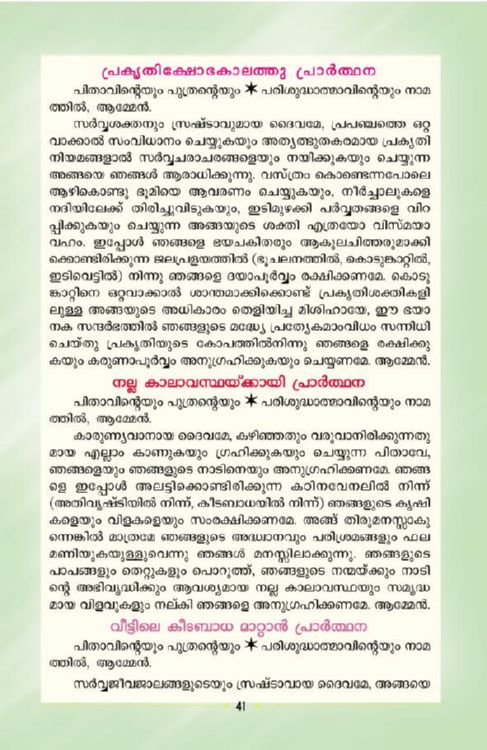 പ്രകൃതിക്ഷോഭകാലത്തു പ്രാർത്ഥന
പിതാവിന്റെയും പുത്രന്റെയും ✶ പരിശുദ്ധാത്മാവിന്റെയും നാമ
ത്തിൽ, ആമ്മേൻ.
സർവ്വശക്തനും സ്രഷ്ടാവുമായ ദൈവമേ, പ്രപഞ്ചത്തെ ഒറ്റ
വാക്കാൽ സംവിധാനം ചെയ്യുകയും അത്യത്ഭുതകരമായ പ്രകൃതി
നിയമങ്ങളാൽ സർവ്വചരാചരങ്ങളെയും നയിക്കുകയും ചെയ്യുന്ന
അങ്ങയെ ഞങ്ങൾ ആരാധിക്കുന്നു. വസ്ത്രം കൊണ്ടെന്നപോലെ
ആഴികൊണ്ടു ഭൂമിയെ ആവരണം ചെയ്യുകയും, നീർച്ചാലുകളെ
നദിയിലേക്ക് തിരിച്ചുവിടുകയും, ഇടിമുഴക്കി പർവ്വതങ്ങളെ വിറ
പ്പിക്കുകയും ചെയ്യുന്ന അങ്ങയുടെ ശക്തി എത്രയോ വിസ്മയാ
വഹം. ഇപ്പോൾ ഞങ്ങളെ ഭയചകിതരും ആകുലചിത്തരുമാക്കി
ക്കൊണ്ടിരിക്കുന്ന ജലപ്രളയത്തിൽ (ഭൂചലനത്തിൽ, കൊടുങ്കാറ്റിൽ,
ഇടിവെട്ടിൽ) നിന്നു ഞങ്ങളെ ദയാപൂർവ്വം രക്ഷിക്കണമേ. കൊടു
ങ്കാറ്റിനെ ഒറ്റവാക്കാൽ ശാന്തമാക്കിക്കൊണ്ട് പ്രകൃതിശക്തികളി
ലുള്ള അങ്ങയുടെ അധികാരം തെളിയിച്ച മിശിഹായേ, ഈ ഭയാ
നക സന്ദർഭത്തിൽ ഞങ്ങളുടെ മദ്ധ്യേ പ്രത്യേകമാംവിധം സന്നിധി
ചെയ്തു പ്രകൃതിയുടെ കോപത്തിൽനിന്നു ഞങ്ങളെ രക്ഷിക്കു
കയും കരുണാപൂർവ്വം അനുഗ്രഹിക്കുകയും ചെയ്യണമേ. ആമ്മേൻ.
നല്ല കാലാവസ്ഥയ്ക്കായി പ്രാർത്ഥന
പിതാവിന്റെയും പുത്രന്റെയും ✶ പരിശുദ്ധാത്മാവിന്റെയും നാമ
ത്തിൽ, ആമ്മേൻ.
കാരുണ്യവാനായ ദൈവമേ, കഴിഞ്ഞതും വരുവാനിരിക്കുന്നതു
മായ എല്ലാം കാണുകയും ഗ്രഹിക്കുകയും ചെയ്യുന്ന പിതാവേ,
ഞങ്ങളെയും ഞങ്ങളുടെ നാടിനെയും അനുഗ്രഹിക്കണമേ. ഞങ്ങ
ളെ ഇപ്പോൾ അലട്ടിക്കൊണ്ടിരിക്കുന്ന കഠിനവേനലിൽ നിന്ന്
(അതിവൃഷ്ടിയിൽ നിന്ന്, കീടബാധയിൽ നിന്ന്) ഞങ്ങളുടെ കൃഷി
കളെയും വിളകളെയും സംരക്ഷിക്കണമേ. അങ്ങ് തിരുമനസ്സാകു
ന്നെങ്കിൽ മാത്രമേ ഞങ്ങളുടെ അദ്ധ്വാനവും പരിശ്രമങ്ങളും ഫല
മണിയുകയുള്ളുവെന്നു ഞങ്ങൾ മനസ്സിലാക്കുന്നു. ഞങ്ങളുടെ
പാപങ്ങളും തെറ്റുകളും പൊറുത്ത്, ഞങ്ങളുടെ നന്മയ്ക്കും നാടി
ന്റെ അഭിവൃദ്ധിക്കും ആവശ്യമായ നല്ല കാലാവസ്ഥയും സമൃദ്ധ
മായ വിളവുകളും നല്കി ഞങ്ങളെ അനുഗ്രഹിക്കണമേ. ആമ്മേൻ.
വീട്ടിലെ കീടബാധ മാറ്റാൻ പ്രാർത്ഥന
പിതാവിന്റെയും പുത്രന്റെയും ✶ പരിശുദ്ധാത്മാവിന്റെയും നാമ
ത്തിൽ, ആമ്മേൻ.
സർവ്വജീവജാലങ്ങളുടെയും സ്രഷ്ടാവായ ദൈവമേ, അങ്ങയെ
41